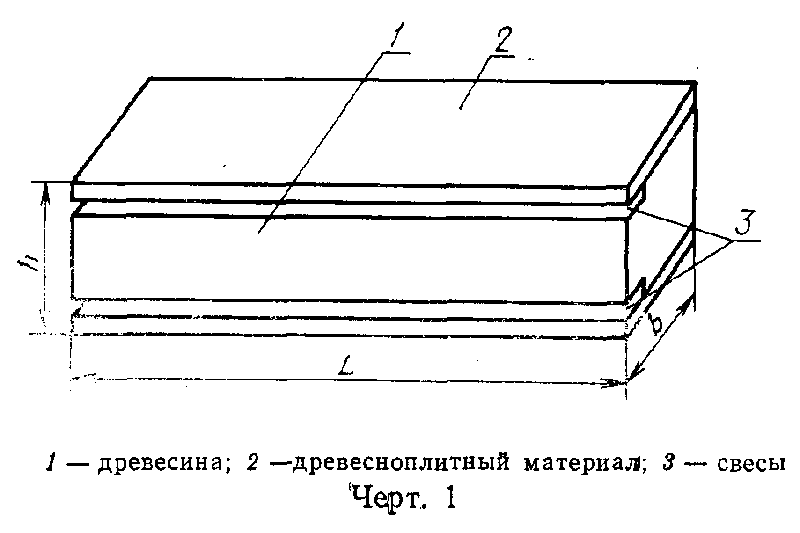 1 2
3
h
b
L
1 — древесина; 2 —древесноплитный материал; 3 — свесы
Черт. 1